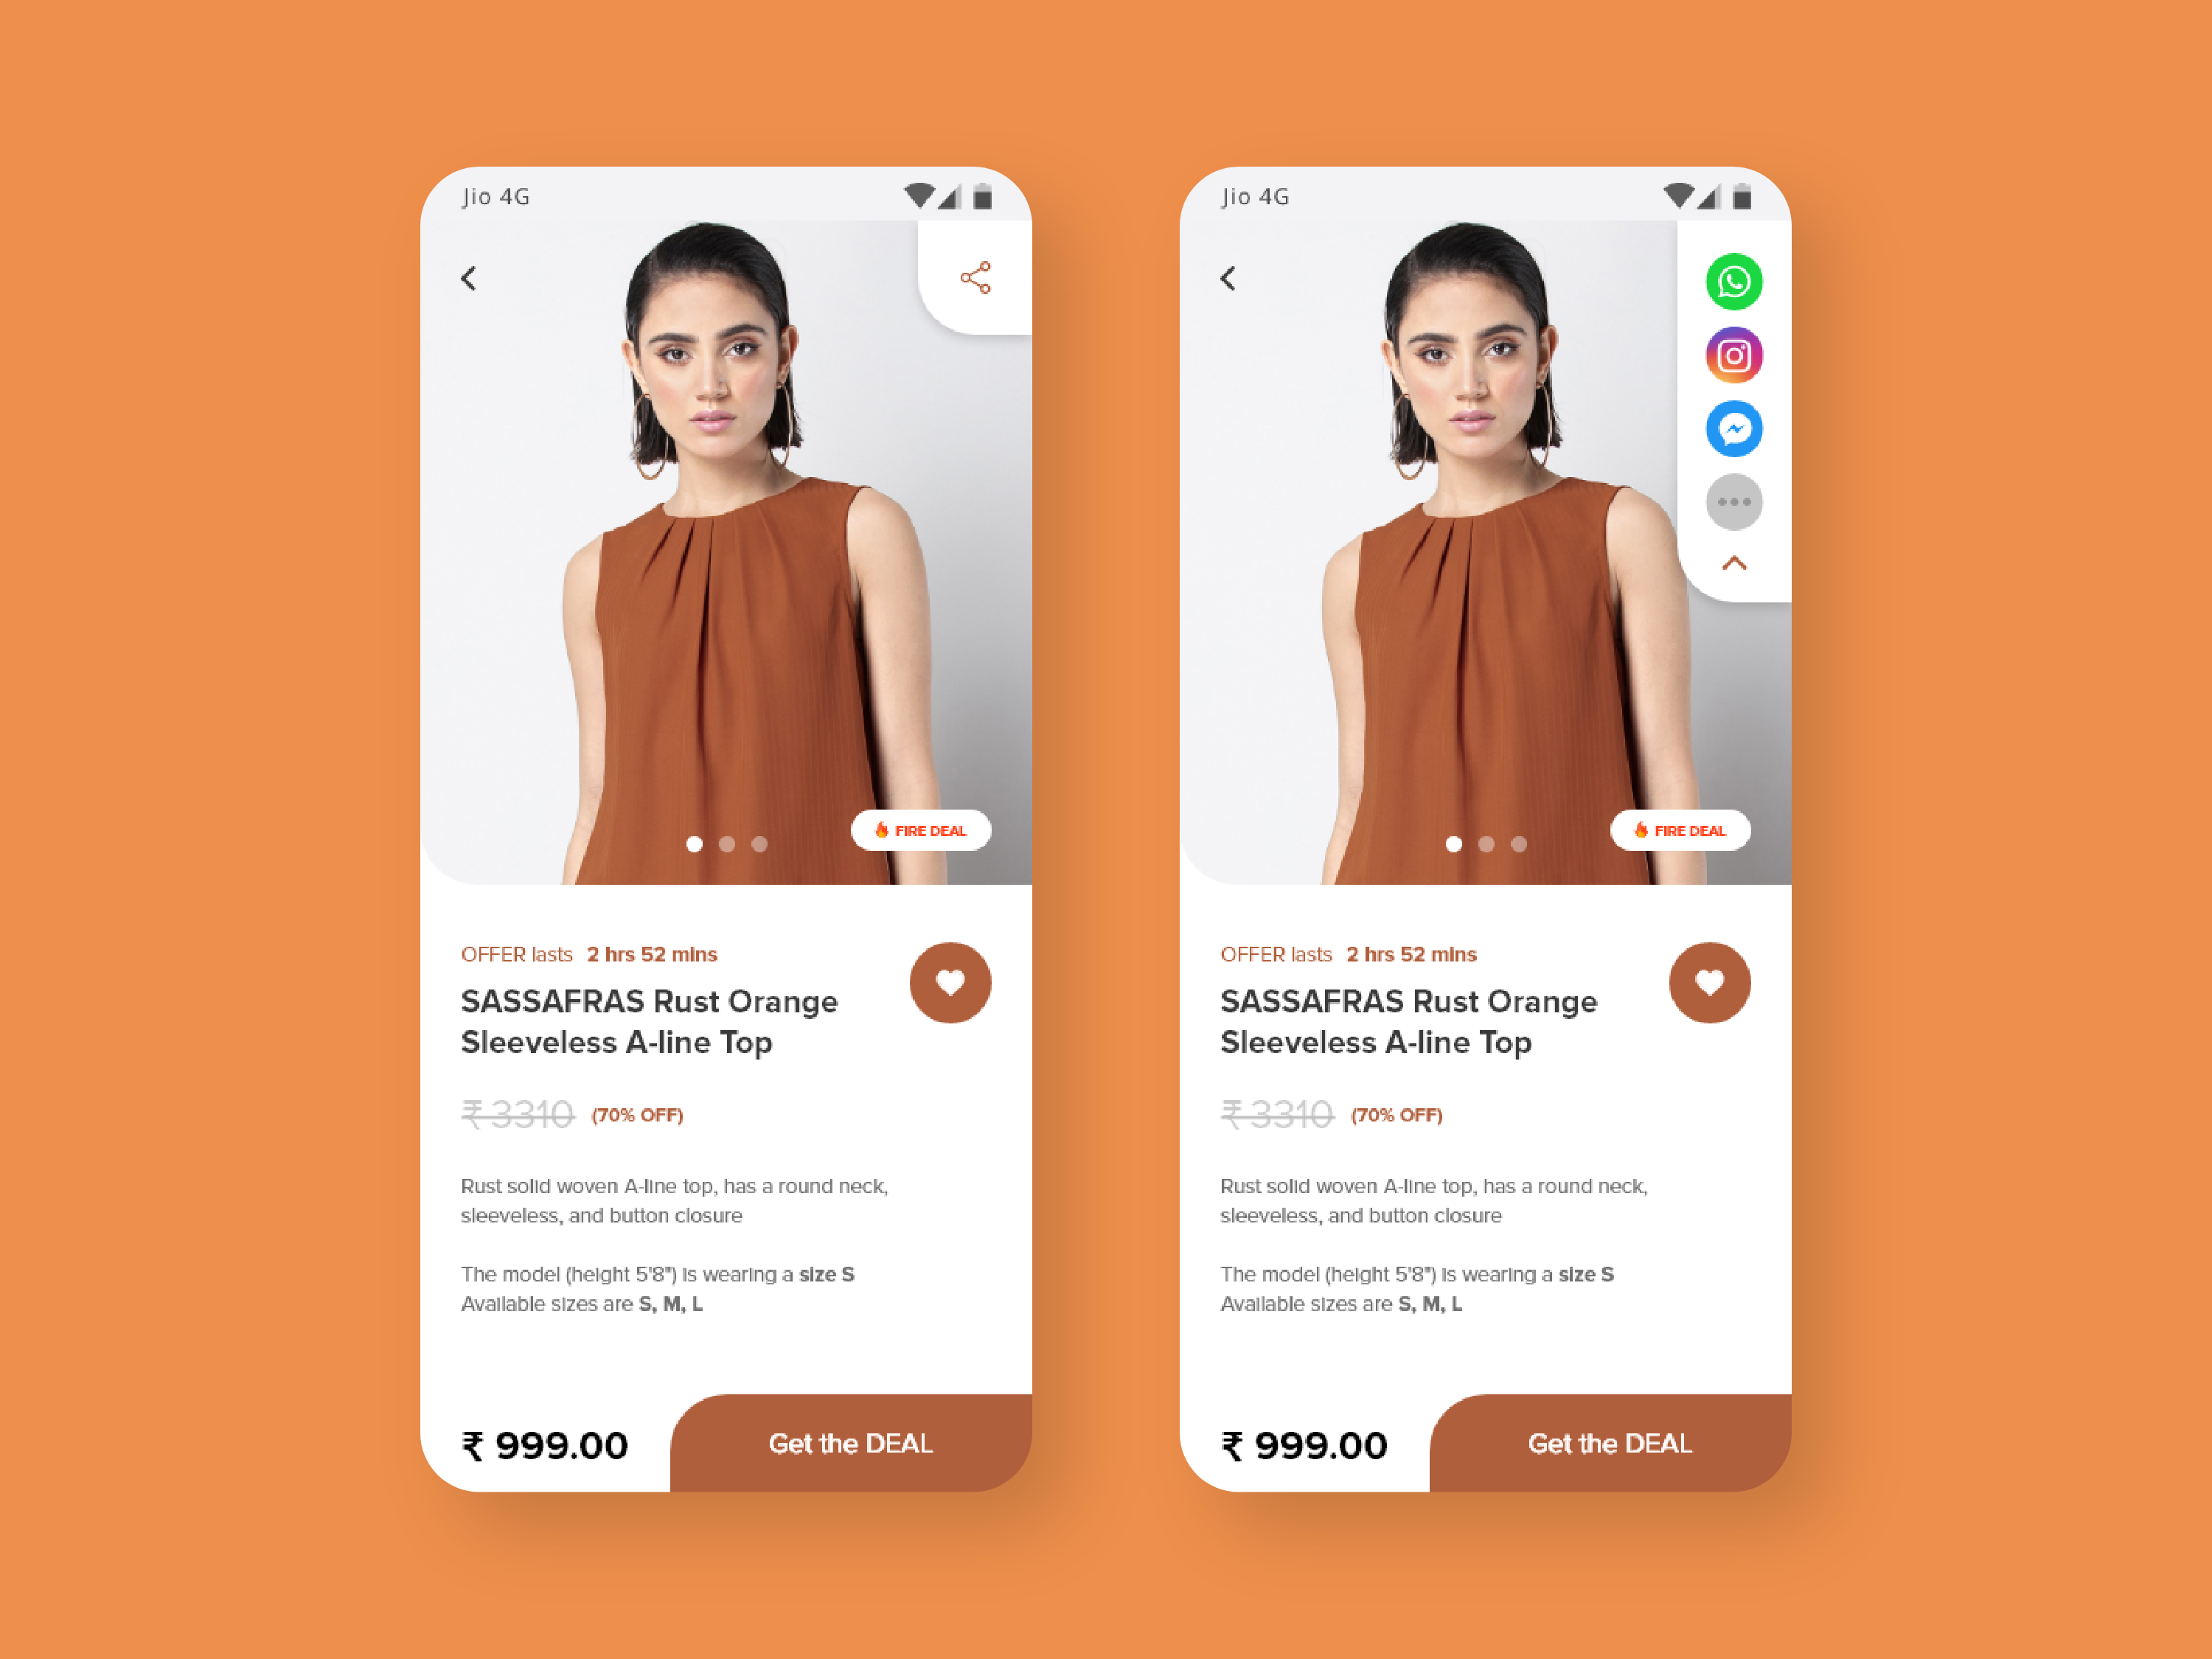 Jio 4G
FIRE DEAL
OFFER lasts 2 hrs 52 mins
SASSAFRAS Rust Orange
Sleeveless A-line Top
₹ 3310 (70% OFF)
Rust solid woven A-line top, has a round neck,
sleeveless, and button closure
The model (height 5'8") is wearing a size S
Available sizes are S, M, L
₹ 999.00
Get the DEAL
Jio 4G
FIRE DEAL
OFFER lasts 2 hrs 52 mins
SASSAFRAS Rust Orange
Sleeveless A-line Top
₹ 3310 (70% OFF)
Rust solid woven A-line top, has a round neck,
sleeveless, and button closure
The model (height 5'8") is wearing a size S
Available sizes are S, M, L
₹ 999.00
Get the DEAL